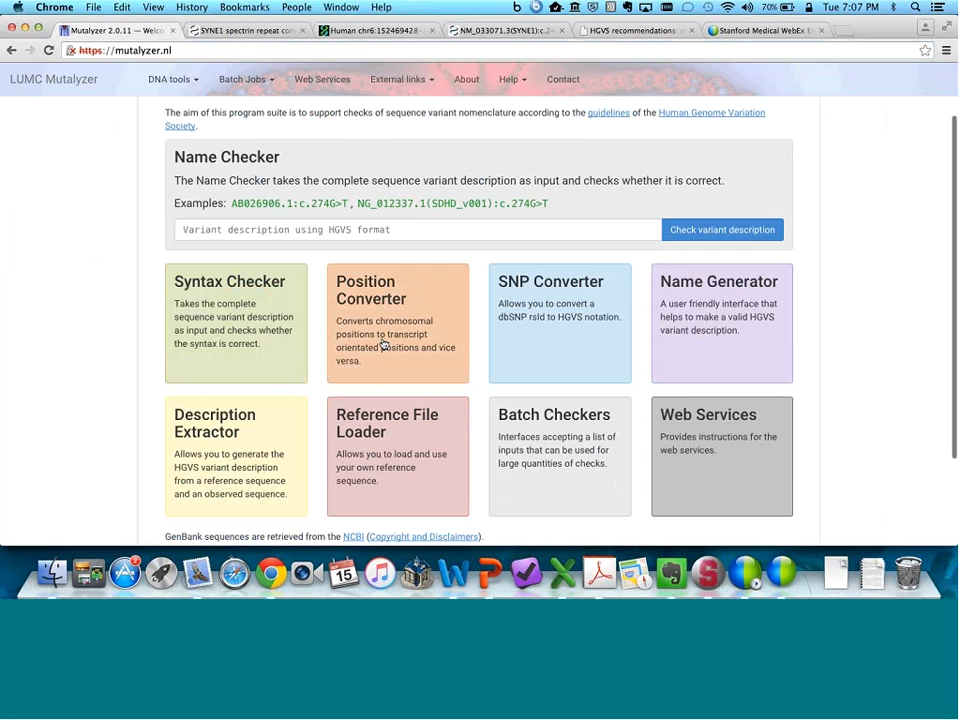 Chrome File Edit View History Bookmarks People Window Help 70% Tue 7:07 PM
Mutalyzer 2.0.11 — Welc SYNE1 spectrin repeat con Human chr6:152469428- NM_033071.3(SYNE1):c.2 HGVS recommendations: Stanford Medical WebEx E
https://mutalyzer.nl
LUMC Mutalyzer DNA tools Batch Jobs Web Services External links About Help Contact
The aim of this program suite is to support checks of sequence variant nomenclature according to the guidelines of the Human Genome Variation
Society.
Name Checker
The Name Checker takes the complete sequence variant description as input and checks whether it is correct.
Examples: AB026906.1:c.274G>T, NG_012337.1(SDHD_v001):c.274G>T
Variant description using HGVS format Check variant description
Syntax Checker
Takes the complete
sequence variant description
as input and checks whether
the syntax is correct.
Position
Converter
Converts chromosomal
positions to transcript
orientated positions and vice
versa.
SNP Converter
Allows you to convert a
dbSNP rsId to HGVS notation.
Name Generator
A user friendly interface that
helps to make a valid HGVS
variant description.
Description
Extractor
Allows you to generate the
HGVS variant description
from a reference sequence
and an observed sequence.
Reference File
Loader
Allows you to load and use
your own reference
sequence.
Batch Checkers
Interfaces accepting a list of
inputs that can be used for
large quantities of checks.
Web Services
Provides instructions for the
web services.
GenBank sequences are retrieved from the NCBI (Copyright and Disclaimers).
15